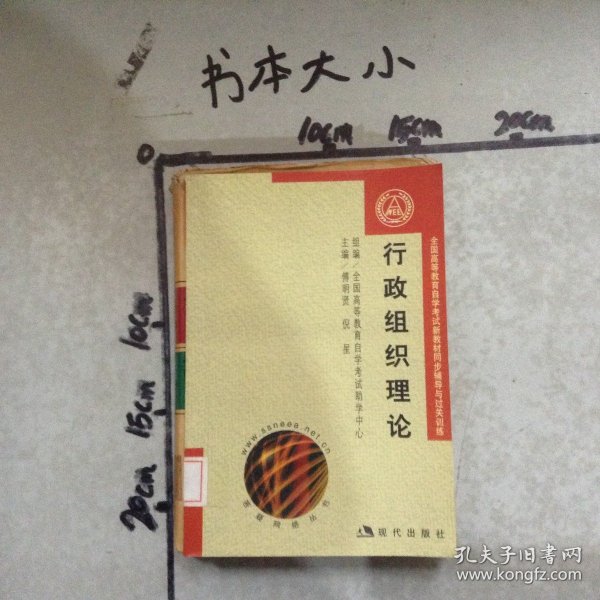 书本大小
10cm
15cm
20cm
0
10cm
15cm
20cm
全国高等教育自学考试新教材同步辅导与过关训练
行政组织理论
组编／全国高等教育自学考试助学中心
主编／傅明贤 倪星
www.ssneea.net.cn
现代出版社
孔夫子旧书网
www.kongfz.com